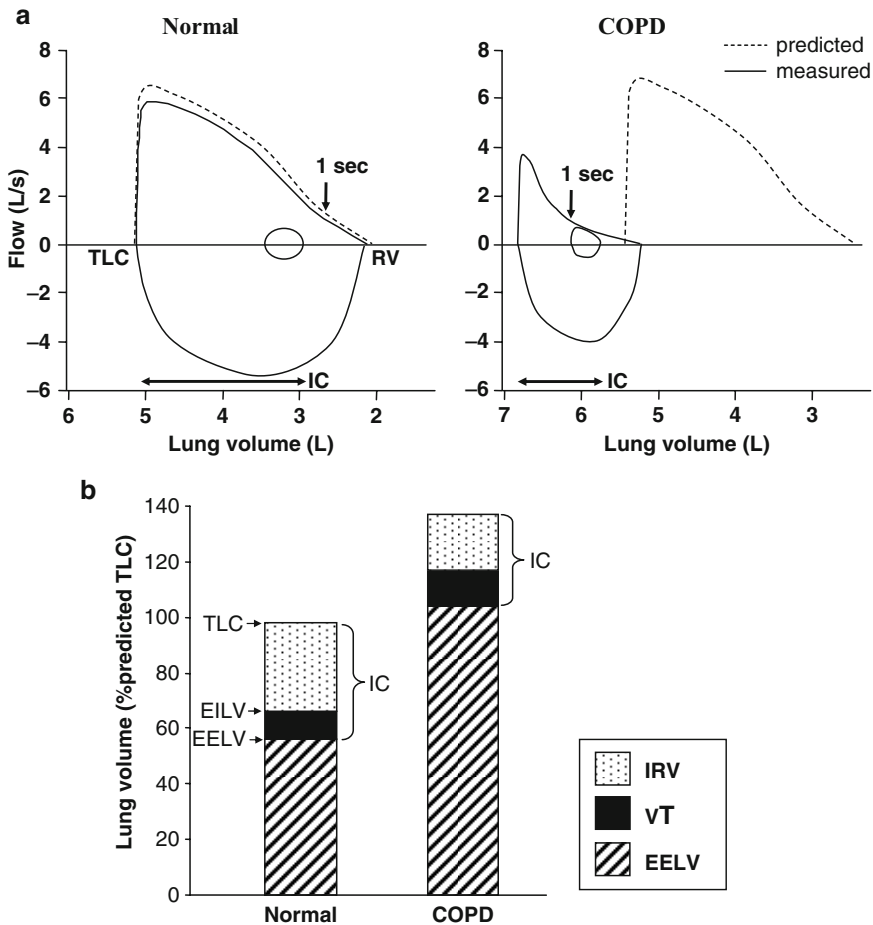 a
Normal
COPD
predicted
measured
8
6
4
2
0
–2
–4
–6
Flow (L/s)
1 sec
TLC
RV
IC
6 5 4 3 2
Lung volume (L)
8
6
4
2
0
–2
–4
–6
1 sec
IC
7 6 5 4 3
Lung volume (L)
b
140
120
100
80
60
40
20
0
Lung volume (%predicted TLC)
TLC
EILV
EELV
IC
IC
Normal
COPD
IRV
VT
EELV